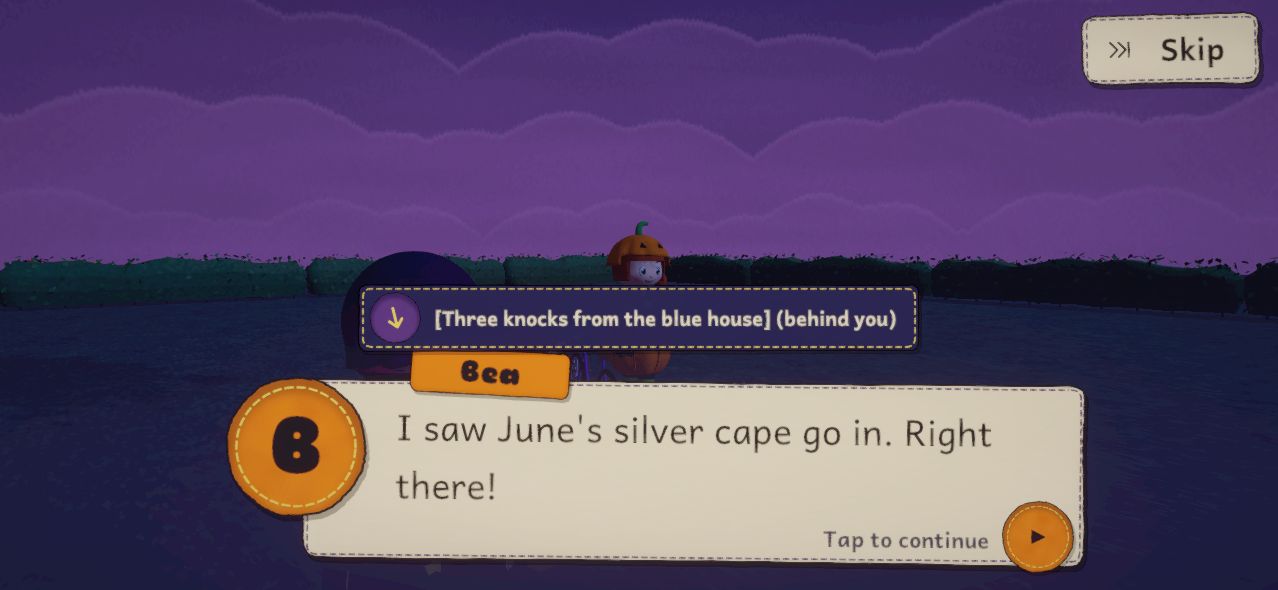 Skip
[Three knocks from the blue house] (behind you)
Bea
B
I saw June's silver cape go in. Right
there!
Tap to continue